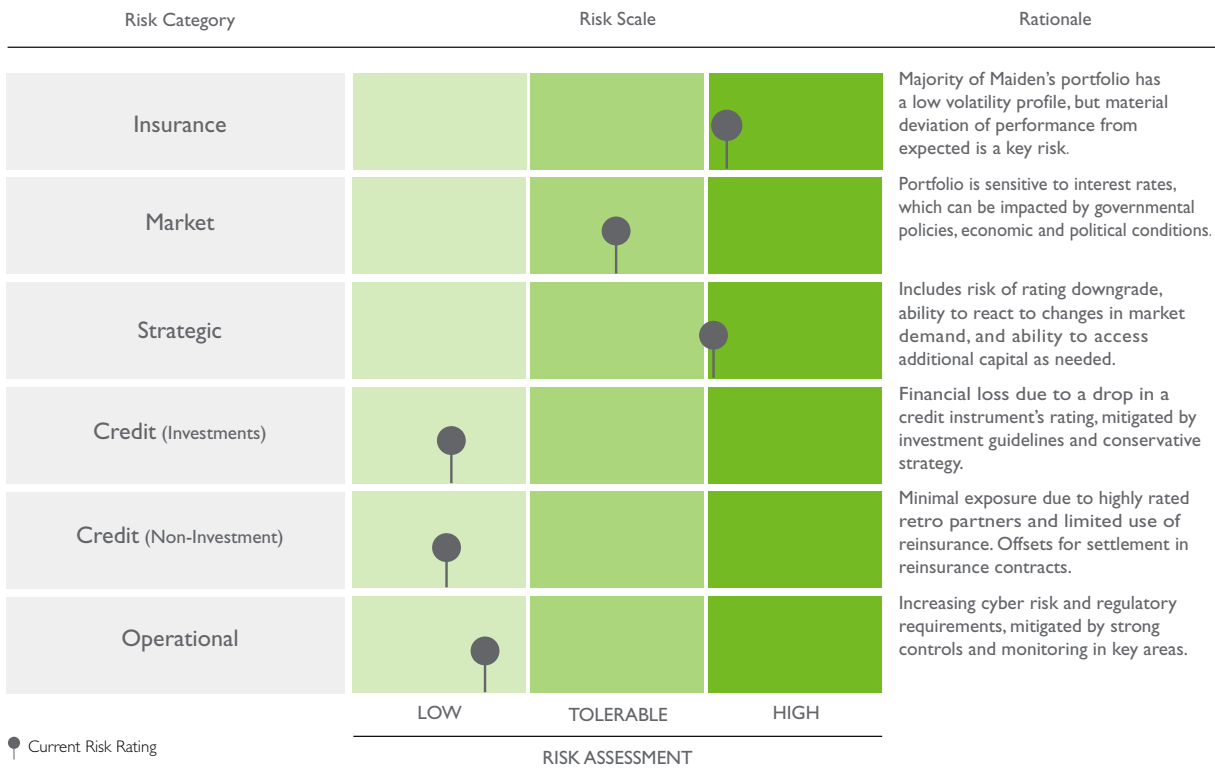 Risk Category
Risk Scale
Rationale
Insurance
Majority of Maiden's portfolio has
a low volatility profile, but material
deviation of performance from
expected is a key risk.
Market
Portfolio is sensitive to interest rates,
which can be impacted by governmental
policies, economic and political conditions.
Strategic
Includes risk of rating downgrade,
ability to react to changes in market
demand, and ability to access
additional capital as needed.
Credit (Investments)
Financial loss due to a drop in a
credit instrument's rating, mitigated by
investment guidelines and conservative
strategy.
Credit (Non-Investment)
Minimal exposure due to highly rated
retro partners and limited use of
reinsurance. Offsets for settlement in
reinsurance contracts.
Operational
Increasing cyber risk and regulatory
requirements, mitigated by strong
controls and monitoring in key areas.
LOW
TOLERABLE
HIGH
Current Risk Rating
RISK ASSESSMENT